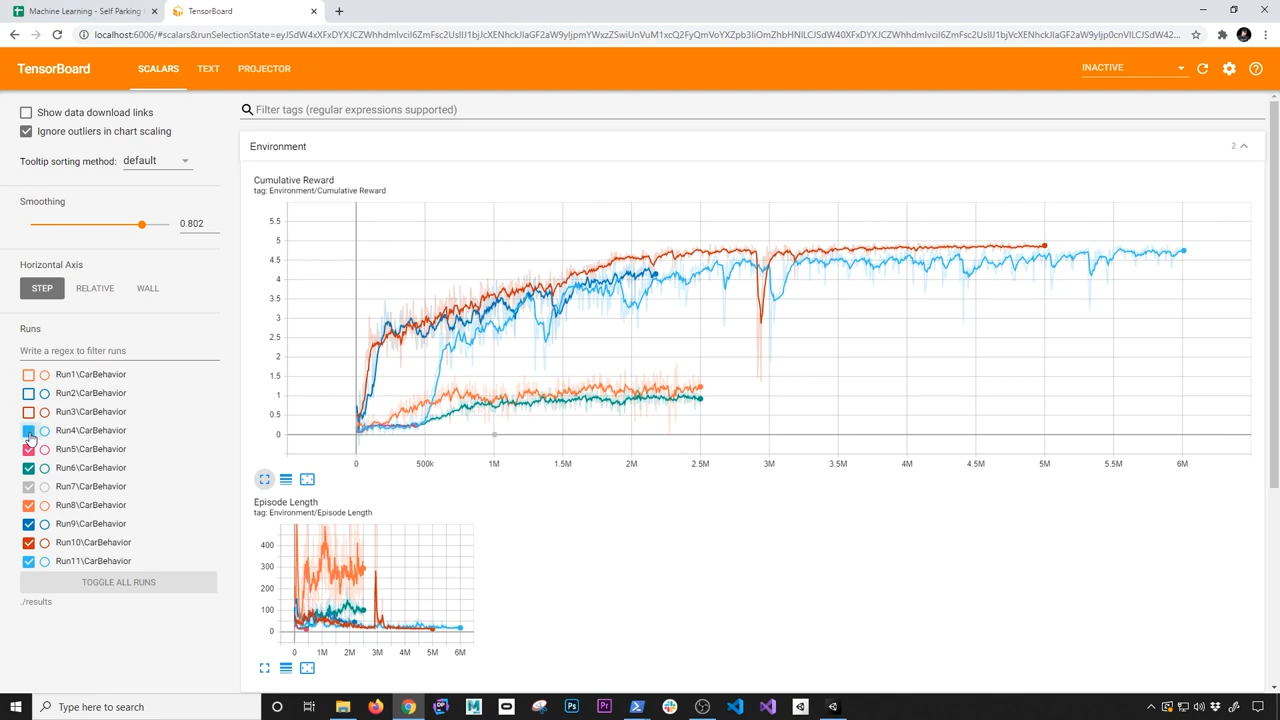 Machine Learning - Self Parking
TensorBoard
TensorBoard
SCALARS
TEXT
PROJECTOR
INACTIVE
Show data download links
Ignore outliers in chart scaling
Tooltip sorting method: default
Smoothing
0.802
Horizontal Axis
STEP
RELATIVE
WALL
Runs
Write a regex to filter runs
Run1\CarBehavior
Run2\CarBehavior
Run3\CarBehavior
Run4\CarBehavior
Run5\CarBehavior
Run6\CarBehavior
Run7\CarBehavior
Run8\CarBehavior
Run9\CarBehavior
Run10\CarBehavior
Run11\CarBehavior
TOGGLE ALL RUNS
./results
Filter tags (regular expressions supported)
Environment
2
Cumulative Reward
tag: Environment/Cumulative Reward
5.5
5
4.5
4
3.5
3
2.5
2
1.5
1
0.5
0
0 500k 1M 1.5M 2M 2.5M 3M 3.5M 4M 4.5M 5M 5.5M 6M
Episode Length
tag: Environment/Episode Length
400
300
200
100
0
0 1M 2M 3M 4M 5M 6M
Type here to search